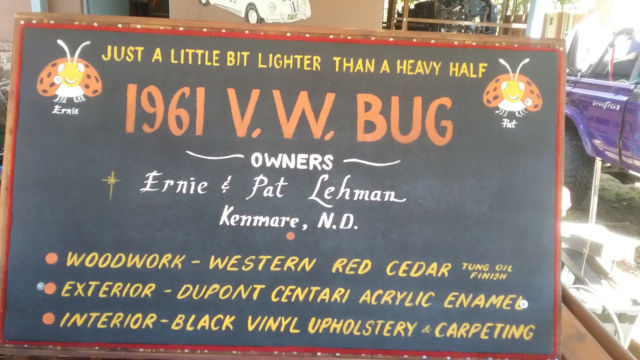 JUST A LITTLE BIT LIGHTER THAN A HEAVY HALF
Ernie
Pat
1961 V.W. BUG
OWNERS
Ernie & Pat Lehman
Kenmare, N.D.
WOODWORK - WESTERN RED CEDAR TUNG OIL
FINISH
EXTERIOR - DUPONT CENTARI ACRYLIC ENAMEL
INTERIOR - BLACK VINYL UPHOLSTERY & CARPETING